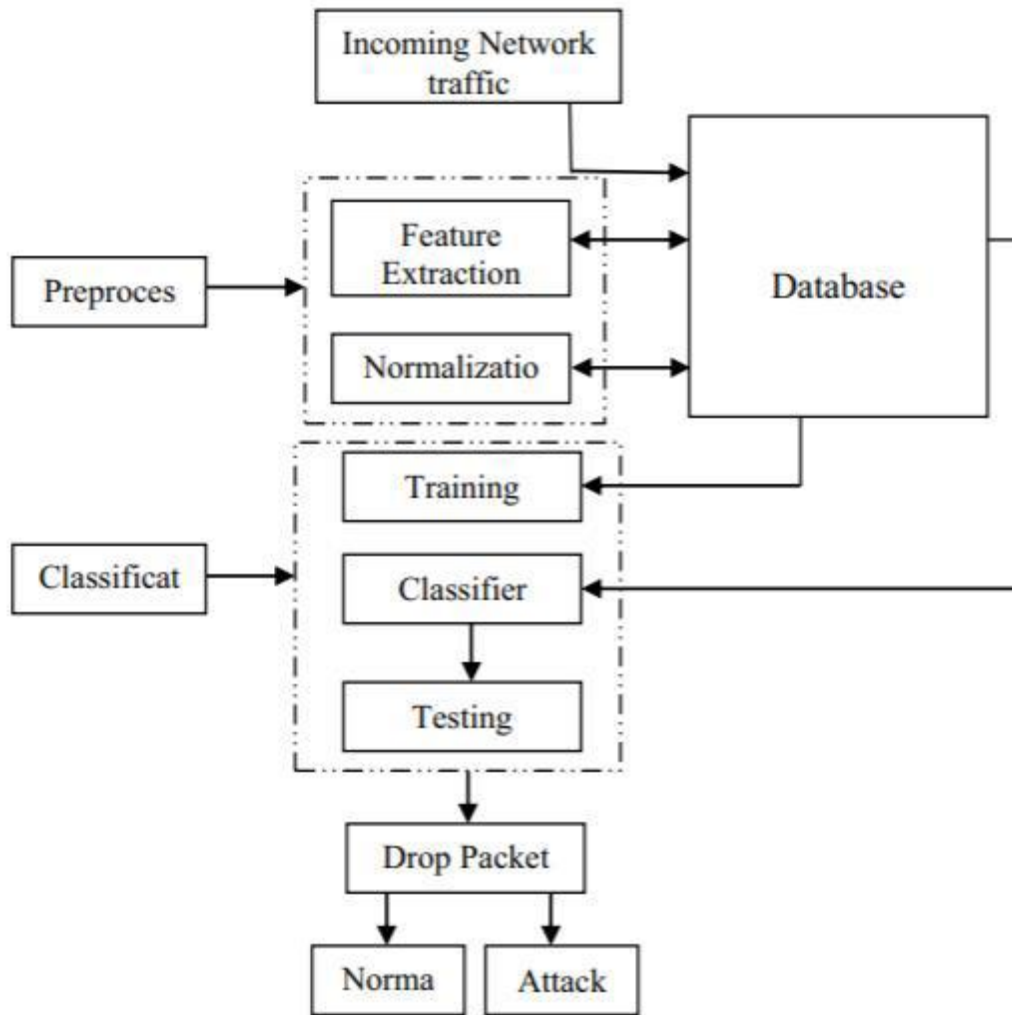 Incoming Network
traffic
Feature
Extraction
Database
Preproces
Normalizatio
Training
Classificat
Classifier
Testing
Drop Packet
Norma
Attack